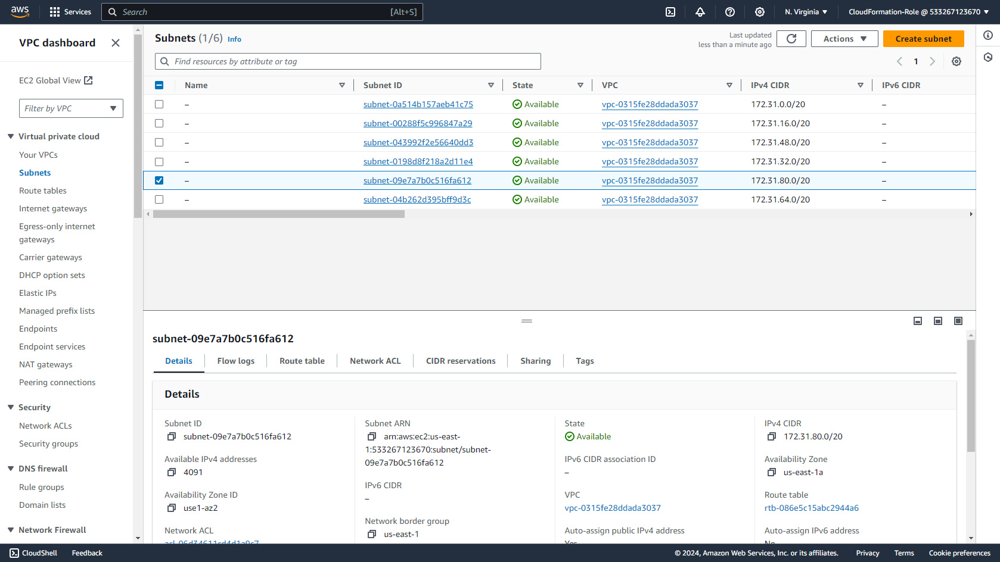 aws
Services
Search
[Alt+S]
N. Virginia
CloudFormation-Role @ 533267123670
VPC dashboard
EC2 Global View
Filter by VPC
Virtual private cloud
Your VPCs
Subnets
Route tables
Internet gateways
Egress-only internet
gateways
Carrier gateways
DHCP option sets
Elastic IPs
Managed prefix lists
Endpoints
Endpoint services
NAT gateways
Peering connections
Security
Network ACLs
Security groups
DNS firewall
Rule groups
Domain lists
Network Firewall
Subnets (1/6) Info
Last updated
less than a minute ago
Actions
Create subnet
Find resources by attribute or tag
1
Name Subnet ID State VPC IPv4 CIDR IPv6 CIDR
– subnet-0a514b157aeb41c75 Available vpc-0315fe28ddada3037 172.31.0.0/20 –
– subnet-00288f5c996847a29 Available vpc-0315fe28ddada3037 172.31.16.0/20 –
– subnet-043992f2e56640dd3 Available vpc-0315fe28ddada3037 172.31.48.0/20 –
– subnet-0198d8f218a2d11e4 Available vpc-0315fe28ddada3037 172.31.32.0/20 –
– subnet-09e7a7b0c516fa612 Available vpc-0315fe28ddada3037 172.31.80.0/20 –
– subnet-04b262d395bff9d3c Available vpc-0315fe28ddada3037 172.31.64.0/20 –
subnet-09e7a7b0c516fa612
Details Flow logs Route table Network ACL CIDR reservations Sharing Tags
Details
Subnet ID
subnet-09e7a7b0c516fa612
Available IPv4 addresses
4091
Availability Zone ID
use1-az2
Network ACL
Subnet ARN
arn:aws:ec2:us-east-
1:533267123670:subnet/subnet-
09e7a7b0c516fa612
IPv6 CIDR
–
Network border group
us-east-1
State
Available
IPv6 CIDR association ID
–
VPC
vpc-0315fe28ddada3037
Auto-assign public IPv4 address
Yes
IPv4 CIDR
172.31.80.0/20
Availability Zone
us-east-1a
Route table
rtb-086e5c15abc2944a6
Auto-assign IPv6 address
No
CloudShell
Feedback
© 2024, Amazon Web Services, Inc. or its affiliates.
Privacy
Terms
Cookie preferences